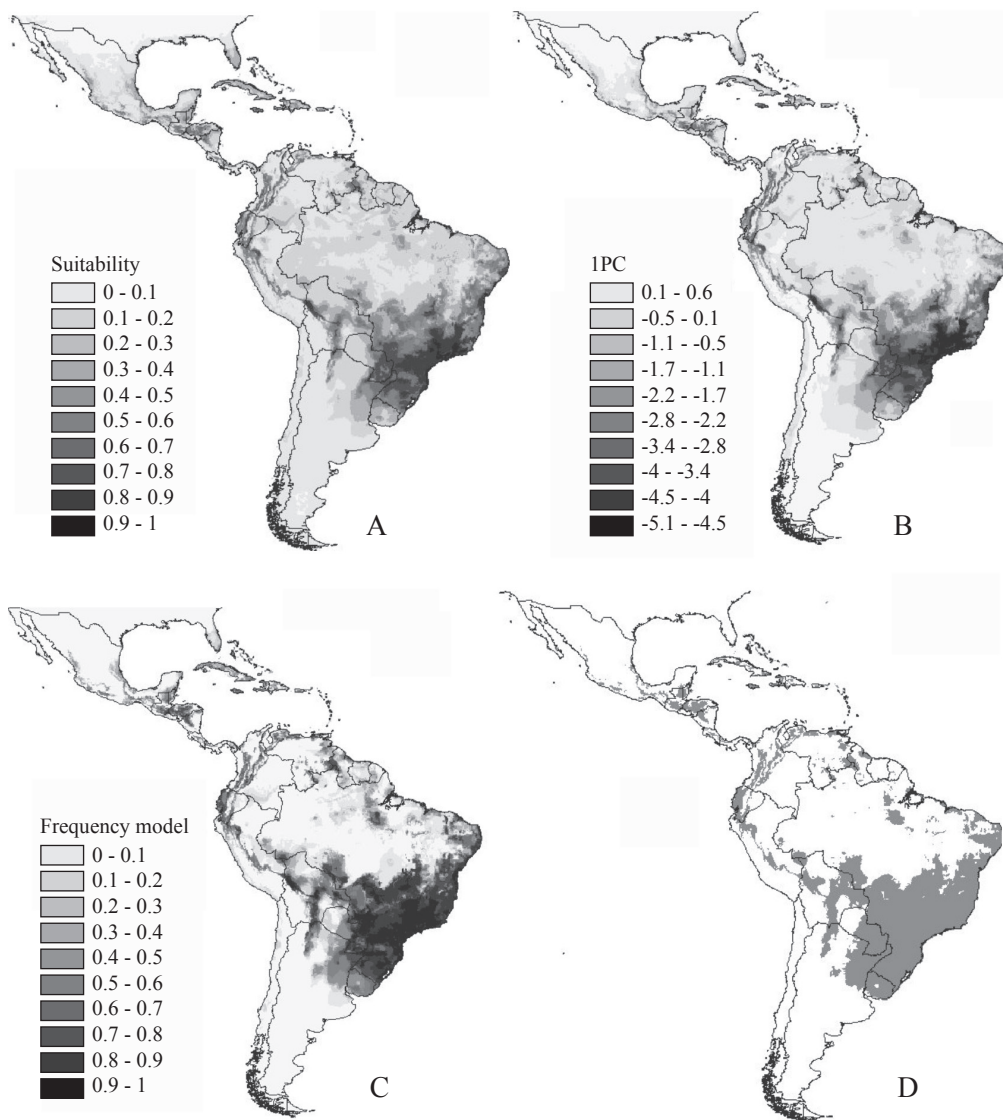 Suitability
0 - 0.1
0.1 - 0.2
0.2 - 0.3
0.3 - 0.4
0.4 - 0.5
0.5 - 0.6
0.6 - 0.7
0.7 - 0.8
0.8 - 0.9
0.9 - 1
A
1PC
0.1 - 0.6
-0.5 - 0.1
-1.1 - -0.5
-1.7 - -1.1
-2.2 - -1.7
-2.8 - -2.2
-3.4 - -2.8
-4 - -3.4
-4.5 - -4
-5.1 - -4.5
B
Frequency model
0 - 0.1
0.1 - 0.2
0.2 - 0.3
0.3 - 0.4
0.4 - 0.5
0.5 - 0.6
0.6 - 0.7
0.7 - 0.8
0.8 - 0.9
0.9 - 1
C
D